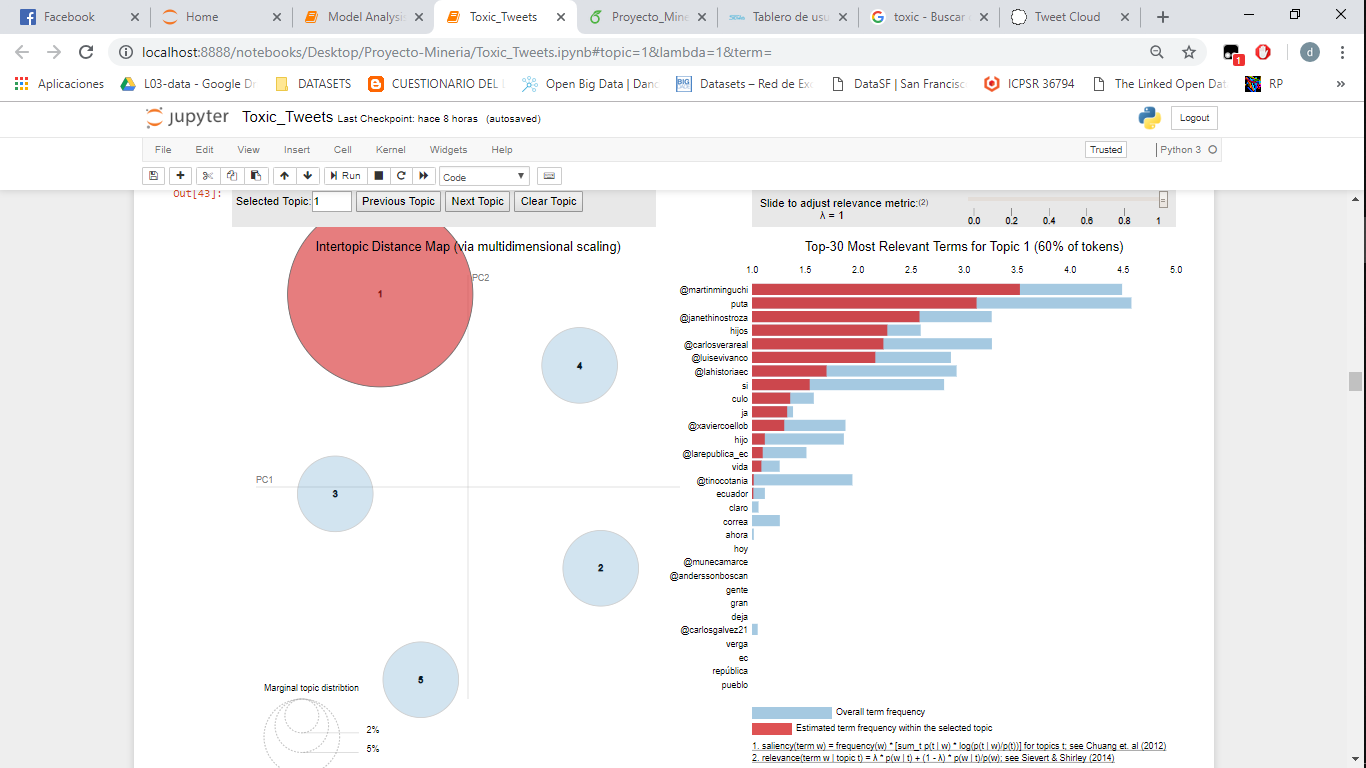 Facebook
Home
Model Analysis
Toxic_Tweets
Proyecto_Mine
Tablero de usu
toxic - Buscar
Tweet Cloud
localhost:8888/notebooks/Desktop/Proyecto-Mineria/Toxic_Tweets.ipynb#topic=1&lambda=1&term=
1
d
Aplicaciones
L03-data - Google Dr
DATASETS
CUESTIONARIO DEL
Open Big Data | Danc
BIG
Datasets – Red de Ex
DataSF | San Francisc
ICPSR 36794
The Linked Open Dat
RP
»
jupyter Toxic_Tweets Last Checkpoint: hace 8 horas (autosaved)
Logout
File Edit View Insert Cell Kernel Widgets Help
Trusted
Python 3
Run
Code
Out[43]:
Selected Topic: 1 Previous Topic Next Topic Clear Topic
Slide to adjust relevance metric:(2)
λ = 1
0.0 0.2 0.4 0.6 0.8 1
Intertopic Distance Map (via multidimensional scaling)
PC2
1
4
PC1
3
2
5
Marginal topic distribtion
2%
5%
Top-30 Most Relevant Terms for Topic 1 (60% of tokens)
1.0 1.5 2.0 2.5 3.0 3.5 4.0 4.5 5.0
@martinminguchi
puta
@janethinostroza
hijos
@carlosverareal
@luisevivanco
@lahistoriaec
si
culo
ja
@xaviercoellob
hijo
@larepublica_ec
vida
@tinocotania
ecuador
claro
correa
ahora
hoy
@munecamarce
@anderssonboscan
gente
gran
deja
@carlosgalvez21
verga
ec
república
pueblo
Overall term frequency
Estimated term frequency within the selected topic
1. saliency(term w) = frequency(w) * [sum_t p(t | w) * log(p(t | w)/p(t))] for topics t; see Chuang et. al (2012)
2. relevance(term w | topic t) = λ * p(w | t) + (1 - λ) * p(w | t)/p(w); see Sievert & Shirley (2014)